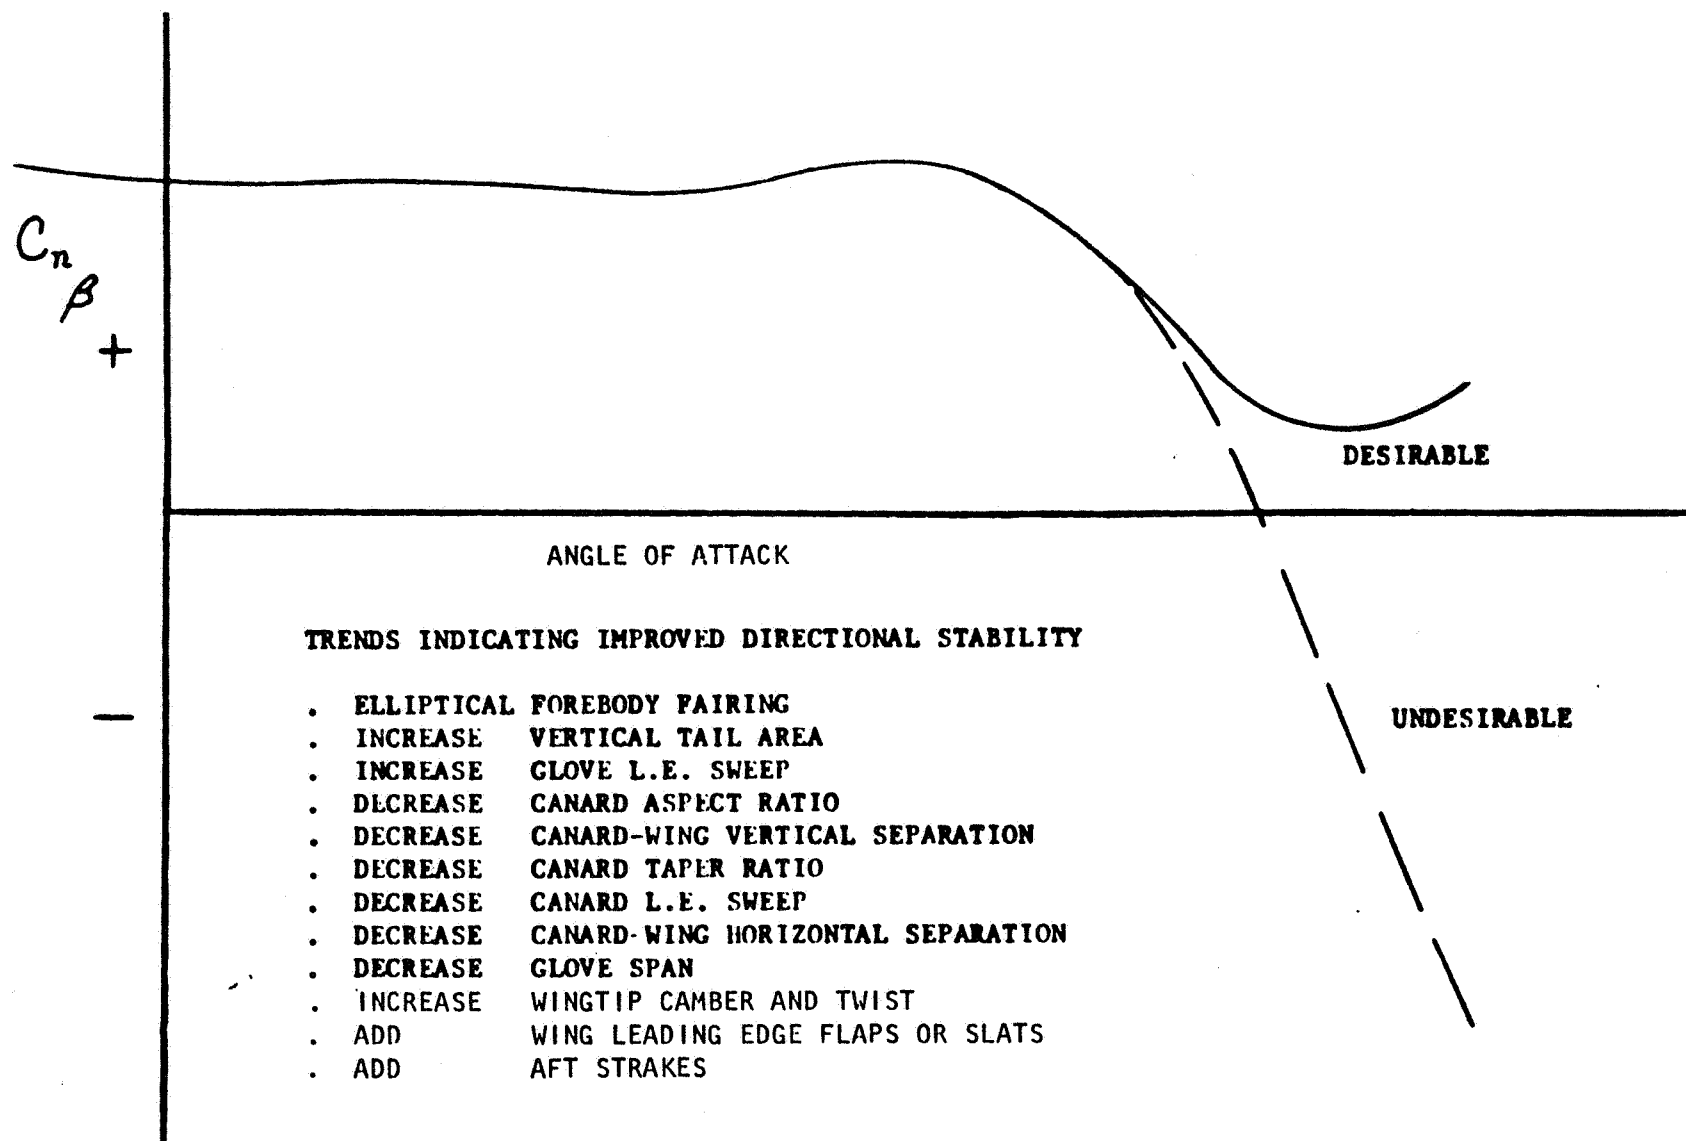 C n β
+
DESIRABLE
ANGLE OF ATTACK
TRENDS INDICATING IMPROVED DIRECTIONAL STABILITY
. ELLIPTICAL FOREBODY FAIRING
— UNDESIRABLE
. INCREASE VERTICAL TAIL AREA
. INCREASE GLOVE L.E. SWEEP
. DECREASE CANARD ASPECT RATIO
. DECREASE CANARD-WING VERTICAL SEPARATION
. DECREASE CANARD TAPER RATIO
. DECREASE CANARD L.E. SWEEP
. DECREASE CANARD-WING HORIZONTAL SEPARATION
. DECREASE GLOVE SPAN
. INCREASE WINGTIP CAMBER AND TWIST
. ADD WING LEADING EDGE FLAPS OR SLATS
. ADD AFT STRAKES